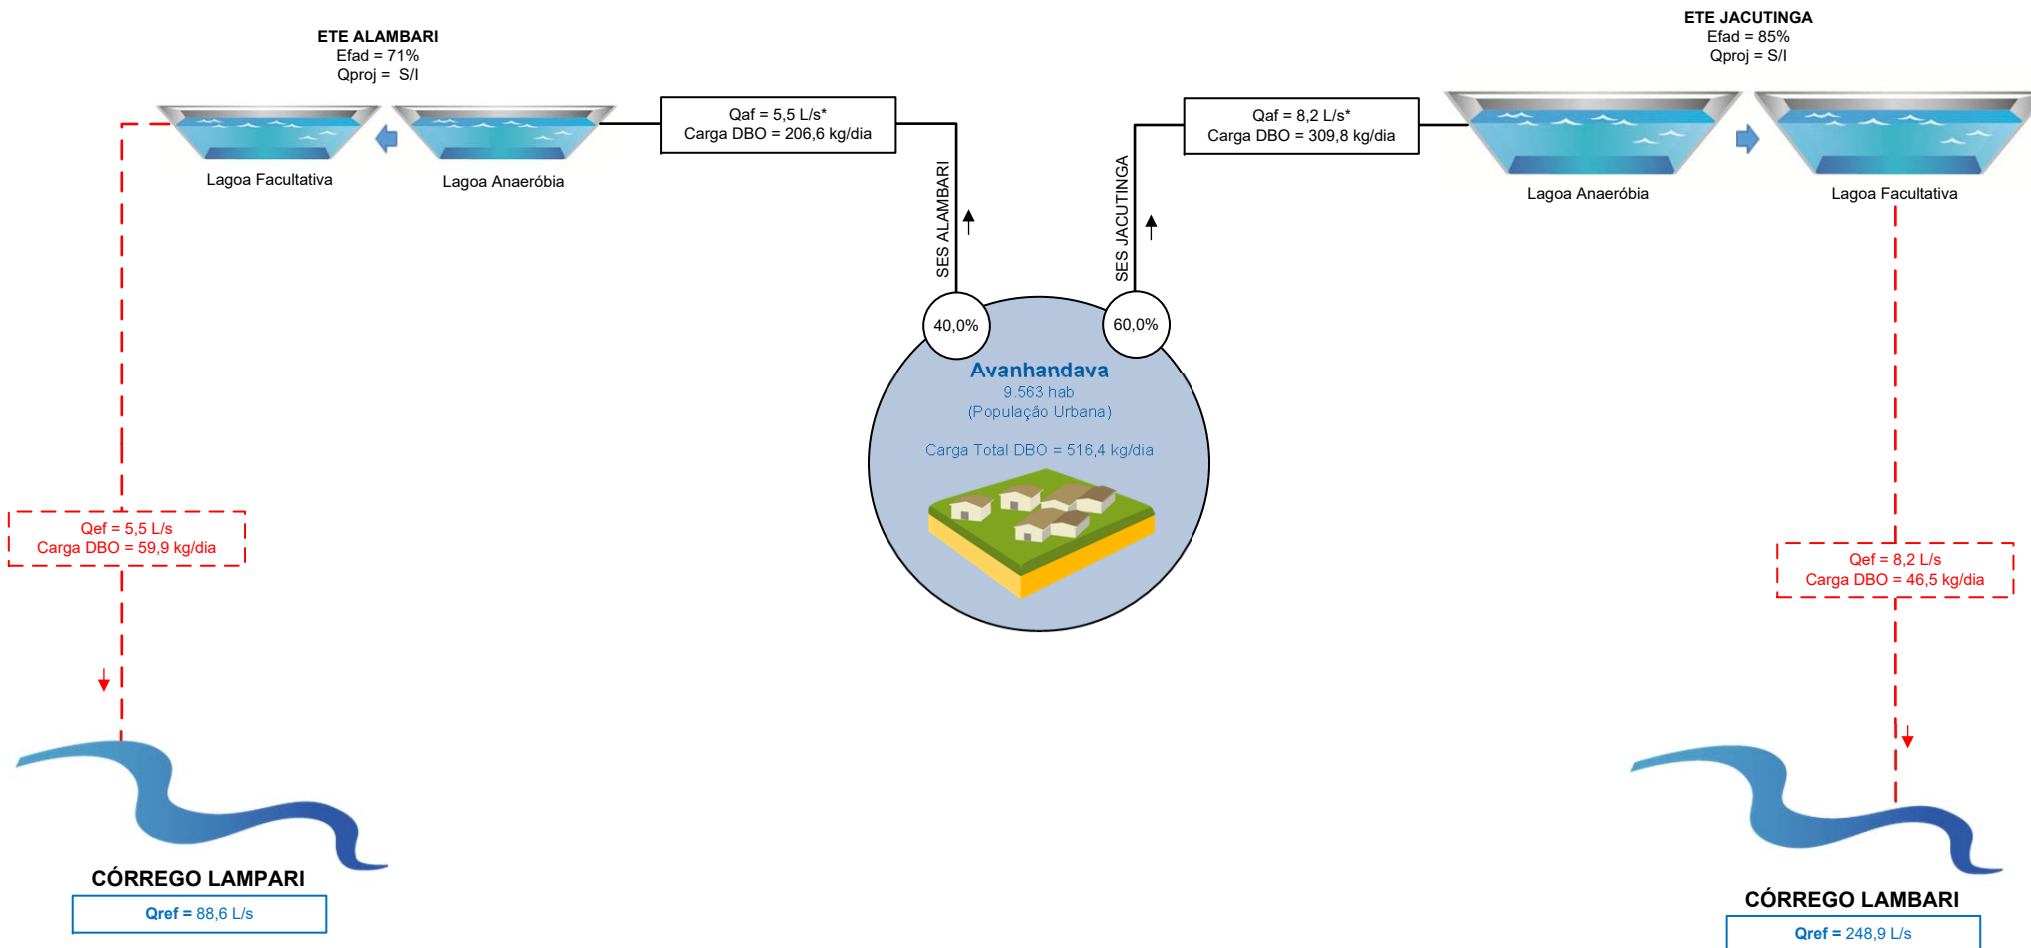 ETE ALAMBARI
Efad = 71%
Qproj = S/I
Lagoa Facultativa
Lagoa Anaeróbia
Qaf = 5,5 L/s*
Carga DBO = 206,6 kg/dia
SES ALAMBARI
40,0%
Qef = 5,5 L/s
Carga DBO = 59,9 kg/dia
CÓRREGO LAMPARI
Qref = 88,6 L/s
Avanhandava
9.563 hab
(População Urbana)
Carga Total DBO = 516,4 kg/dia
ETE JACUTINGA
Efad = 85%
Qproj = S/I
Qaf = 8,2 L/s*
Carga DBO = 309,8 kg/dia
SES JACUTINGA
60,0%
Lagoa Anaeróbia
Lagoa Facultativa
Qef = 8,2 L/s
Carga DBO = 46,5 kg/dia
CÓRREGO LAMBARI
Qref = 248,9 L/s